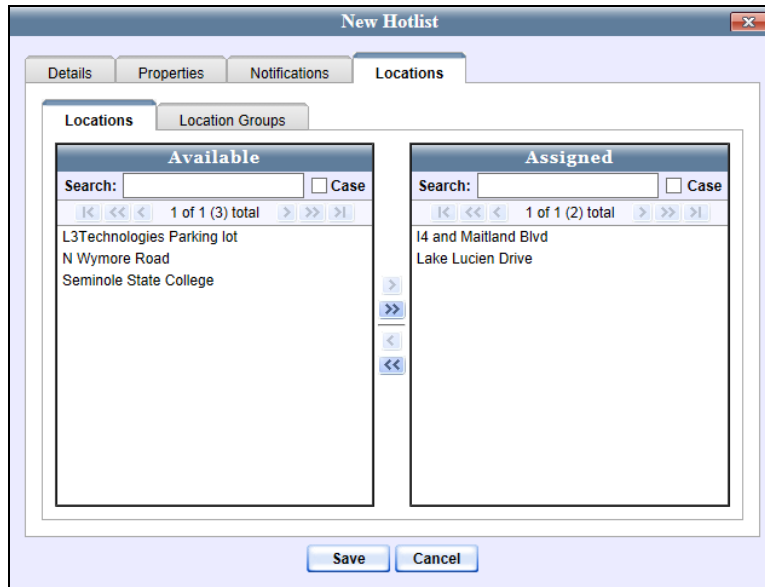 New Hotlist
Details Properties Notifications Locations
Locations Location Groups
Available Assigned
Search: Case Search: Case
1 of 1 (3) total 1 of 1 (2) total
L3Technologies Parking lot
N Wymore Road
Seminole State College
I4 and Maitland Blvd
Lake Lucien Drive
Save Cancel